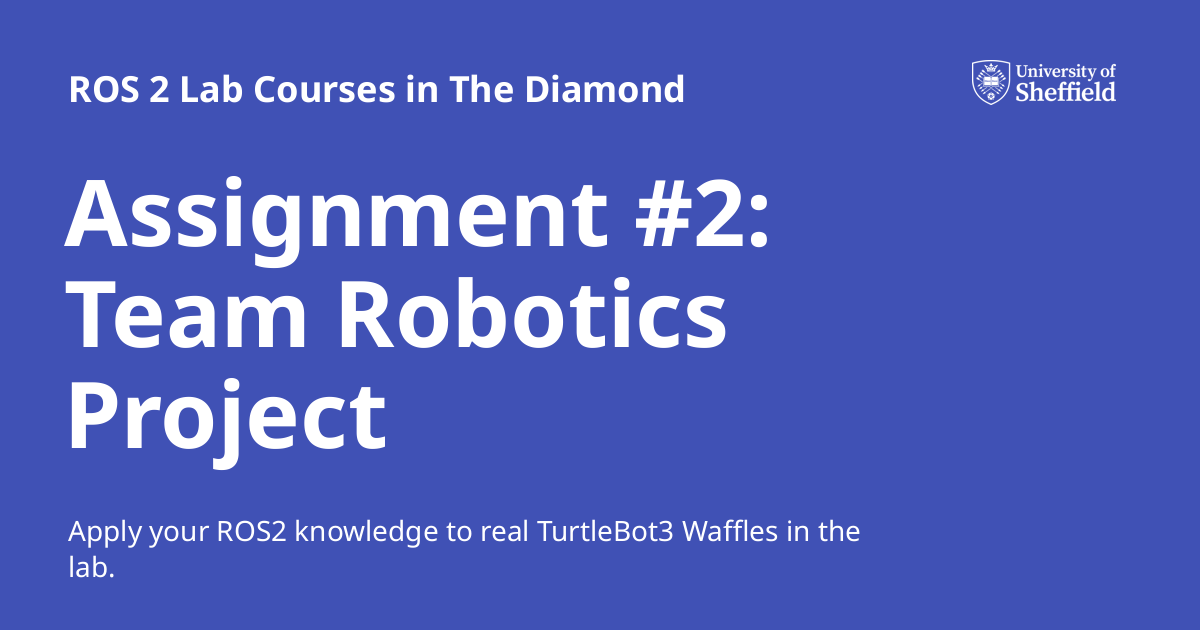 ROS 2 Lab Courses in The Diamond
University of
Sheffield
Assignment #2:
Team Robotics
Project
Apply your ROS2 knowledge to real TurtleBot3 Waffles in the
lab.